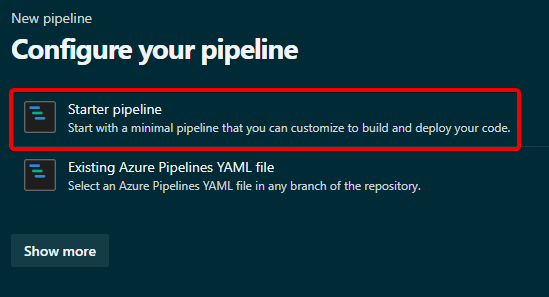 New pipeline
Configure your pipeline
Starter pipeline
Start with a minimal pipeline that you can customize to build and deploy your code.
Existing Azure Pipelines YAML file
Select an Azure Pipelines YAML file in any branch of the repository.
Show more